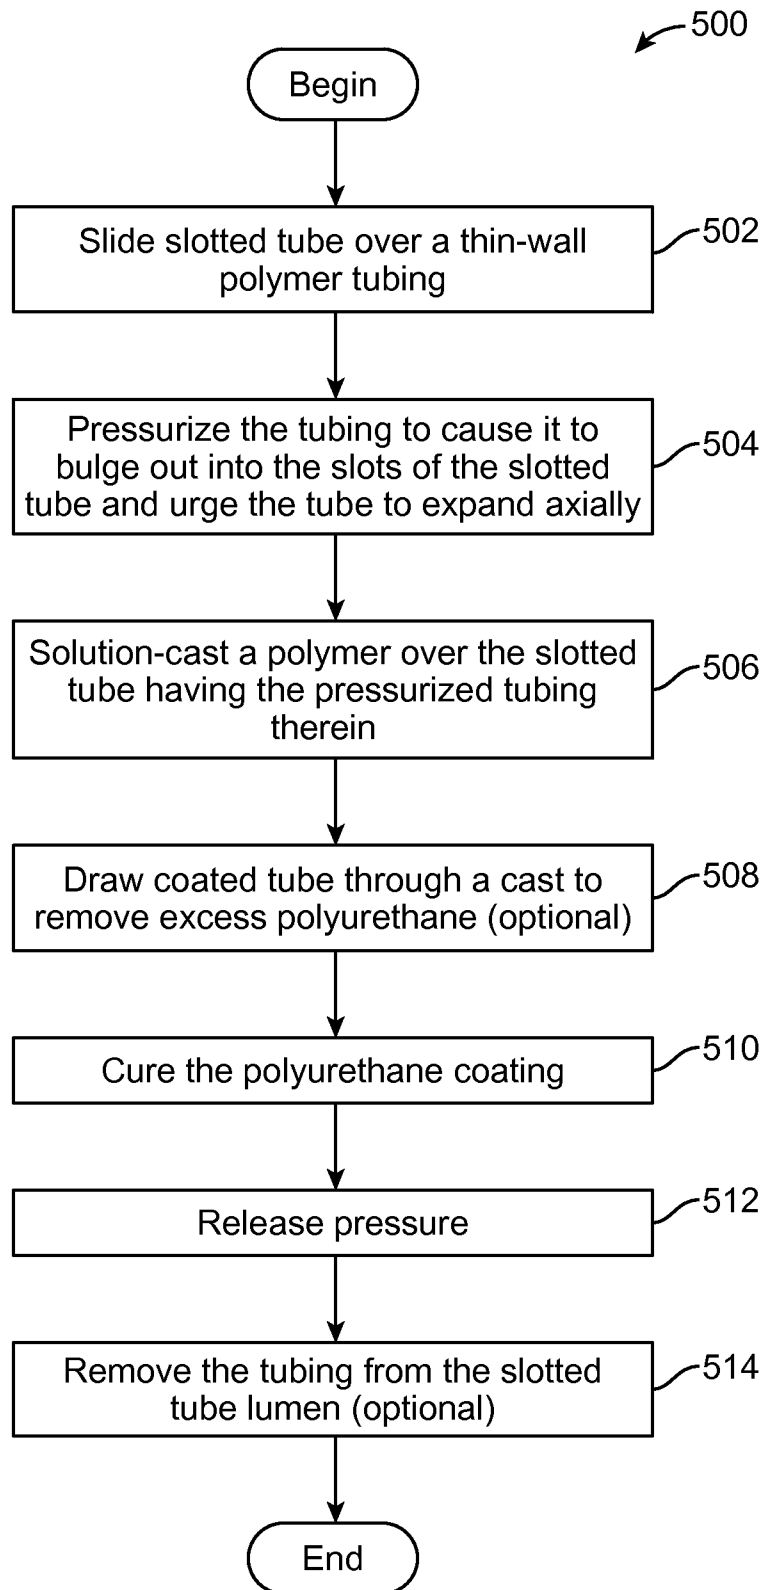 500
Begin
Slide slotted tube over a thin-wall
polymer tubing
502
Pressurize the tubing to cause it to
bulge out into the slots of the slotted
tube and urge the tube to expand axially
504
Solution-cast a polymer over the slotted
tube having the pressurized tubing
therein
506
Draw coated tube through a cast to
remove excess polyurethane (optional)
508
Cure the polyurethane coating
510
Release pressure
512
Remove the tubing from the slotted
tube lumen (optional)
514
End